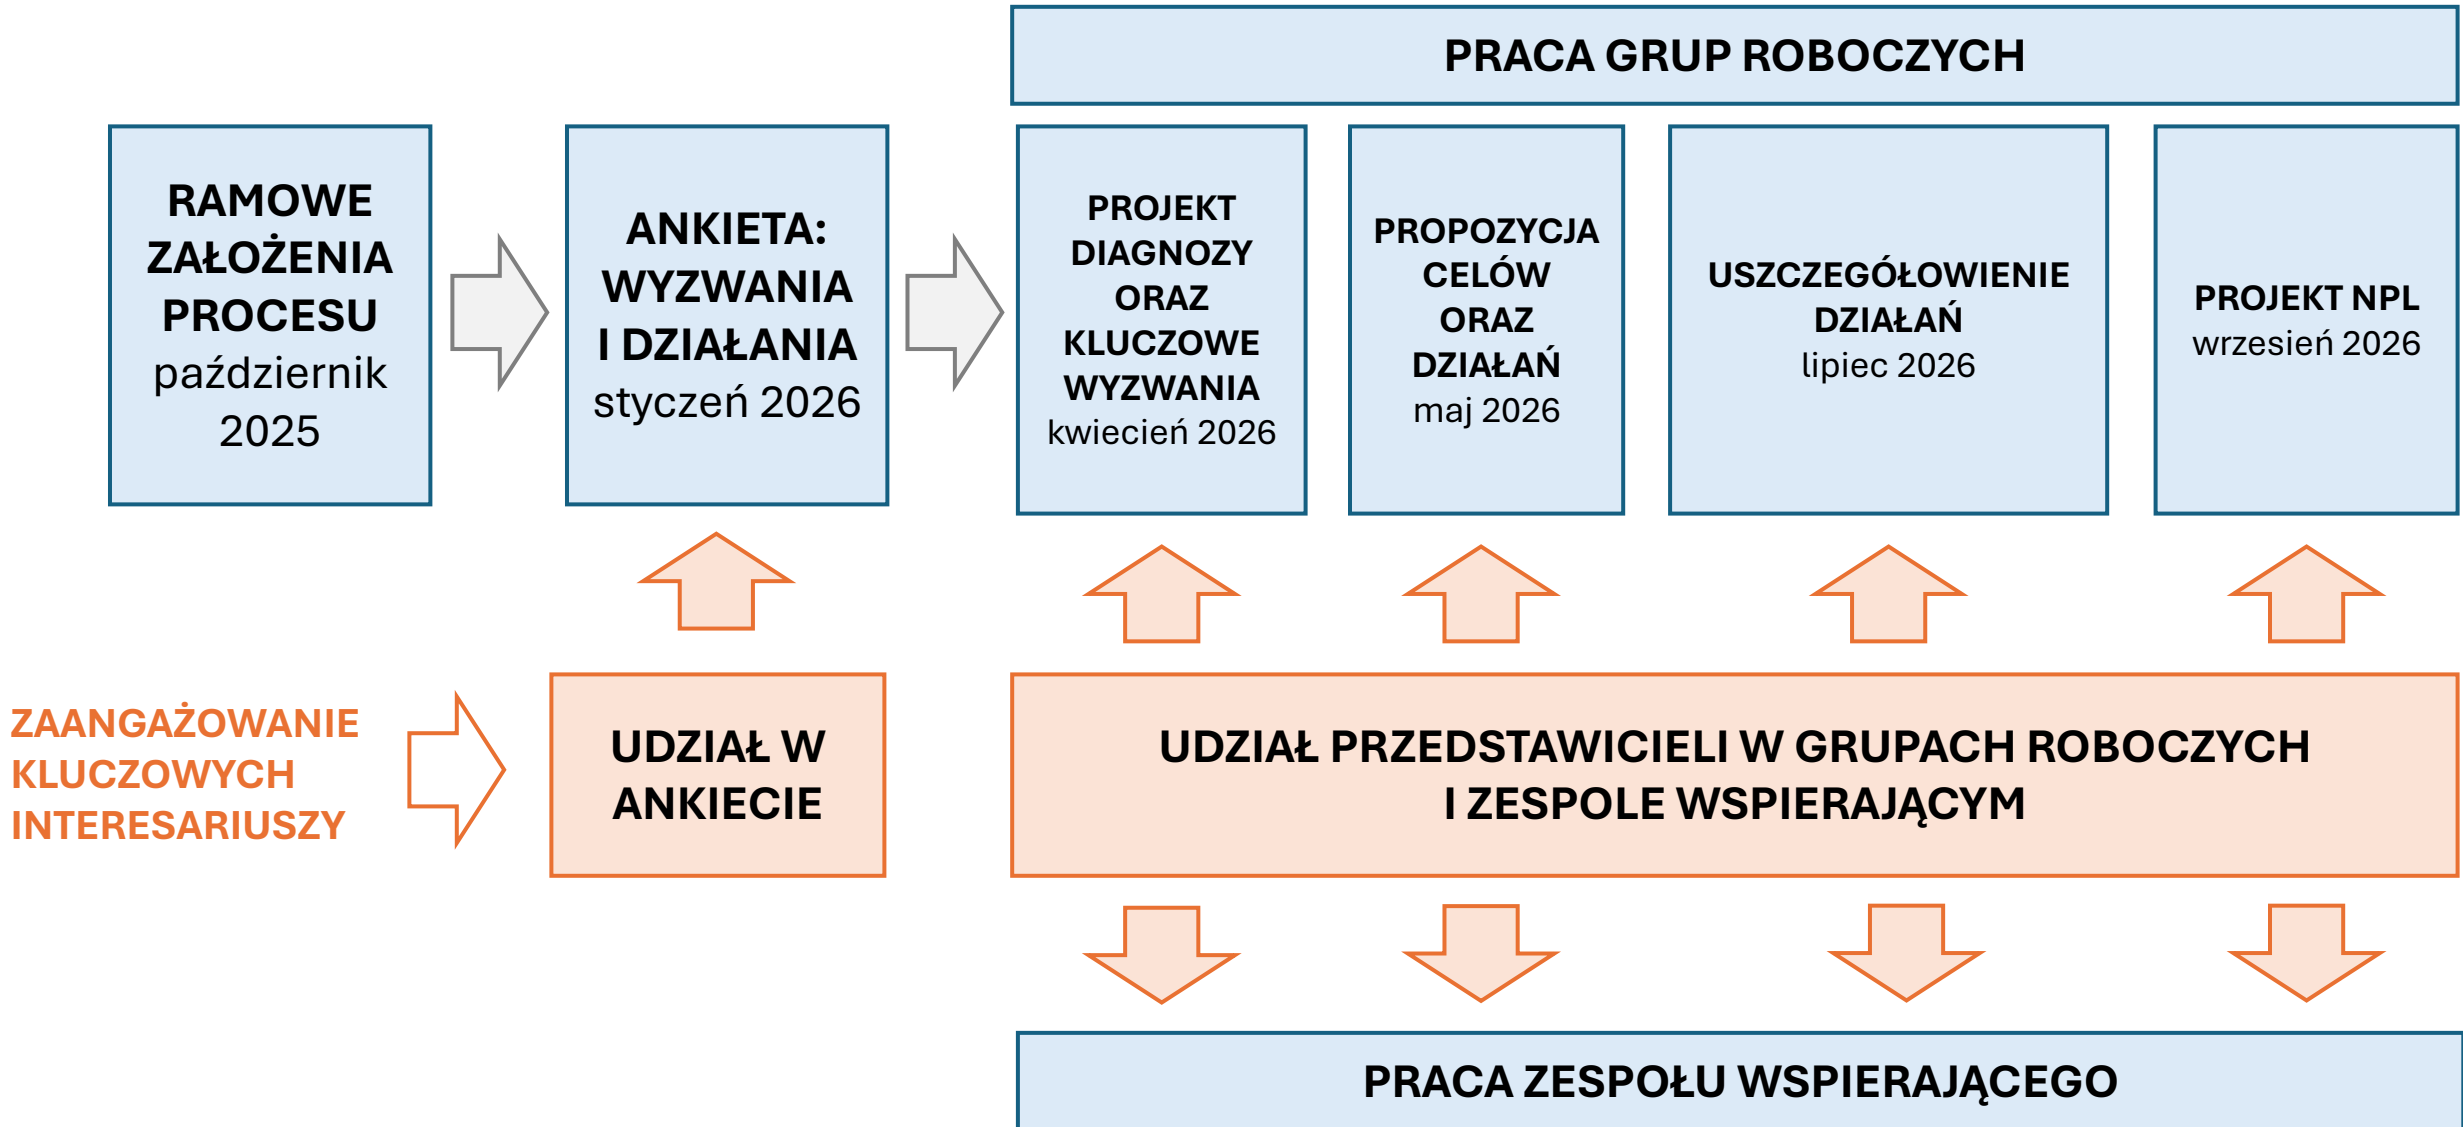 PRACA GRUP ROBOCZYCH
RAMOWE
ZAŁOŻENIA
PROCESU
październik
2025
ANKIETA:
WYZWANIA
I DZIAŁANIA
styczeń 2026
PROJEKT
DIAGNOZY
ORAZ
KLUCZOWE
WYZWANIA
kwiecień 2026
PROPOZYCJA
CELÓW
ORAZ
DZIAŁAŃ
maj 2026
USZCZEGÓŁOWIENIE
DZIAŁAŃ
lipiec 2026
PROJEKT NPL
wrzesień 2026
ZAANGAŻOWANIE
KLUCZOWYCH
INTERESARIUSZY
UDZIAŁ W
ANKIECIE
UDZIAŁ PRZEDSTAWICIELI W GRUPACH ROBOCZYCH
I ZESPOLE WSPIERAJĄCYM
PRACA ZESPOŁU WSPIERAJĄCEGO